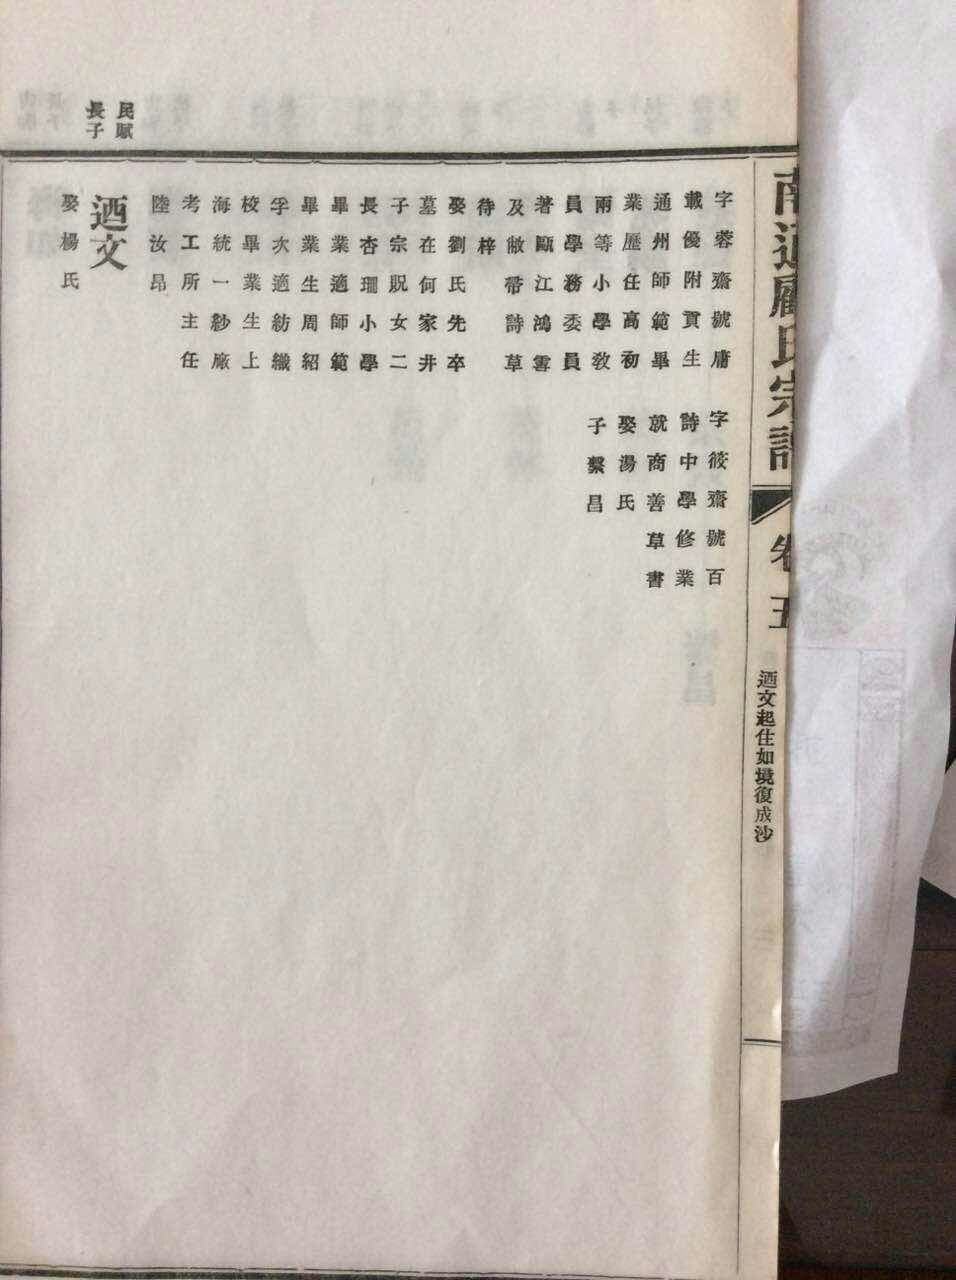 南通顧氏宗譜
卷五
迺文起住如境復成沙
字蓉齋號庸
載優附貢生
通州師範畢
業歷任高初
兩等小學教
員學務委員
著甌江鴻雪
及敝帶詩草
待梓
娶劉氏先卒
墓在何家井
子宗貺女二
長杏珊小學
畢業適師範
畢業生周紹
孚次適紡織
校畢業生上
海統一紗廠
考工所主任
陸汝昂
字筱齋號百
詩中學修業
就商善草書
娶湯氏
子繫昌
民賦
長子
迺文
娶楊氏